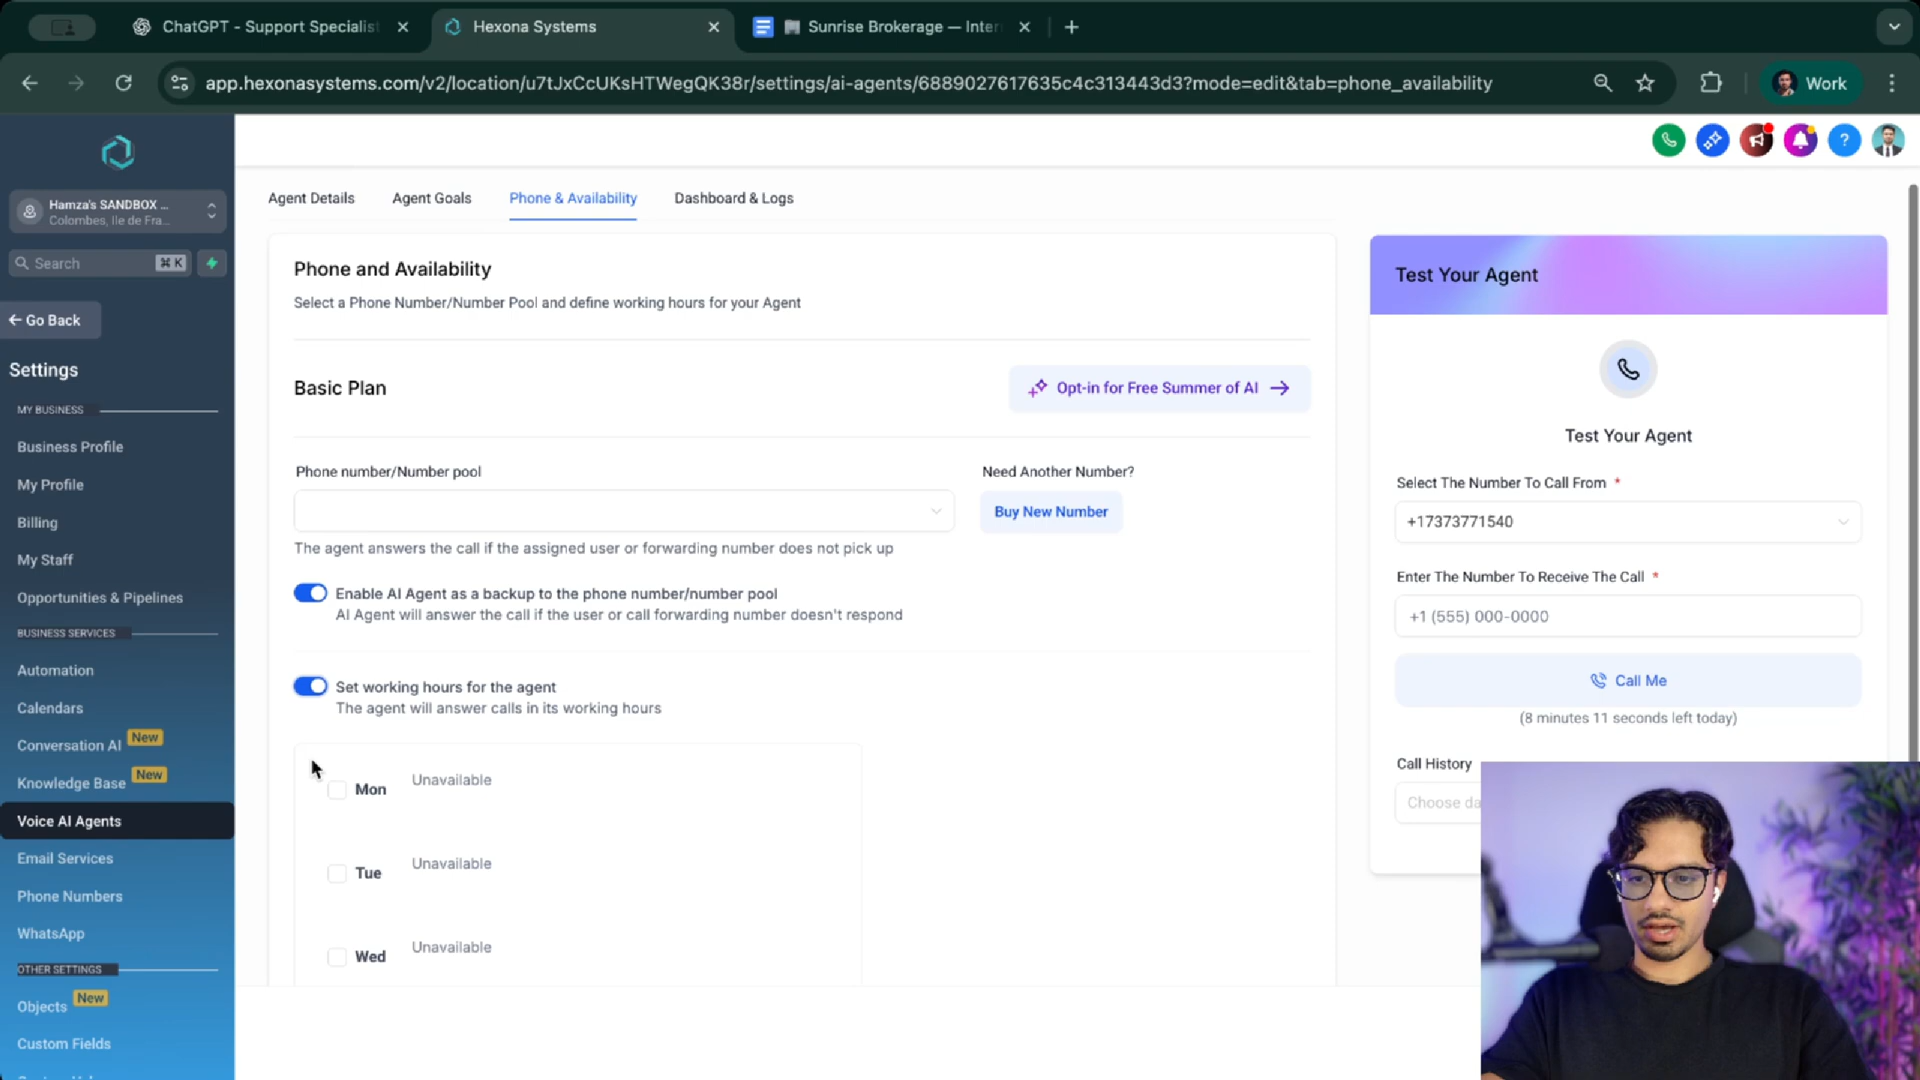 ChatGPT - Support Specialist
Hexona Systems
Sunrise Brokerage — Inter
app.hexonasystems.com/v2/location/u7tJxCcUKsHTWegQK38r/settings/ai-agents/6889027617635c4c313443d3?mode=edit&tab=phone_availability
Work
Hamza's SANDBOX ...
Colombes, Ile de Fra...
Search
⌘ K
Go Back
Settings
MY BUSINESS
Business Profile
My Profile
Billing
My Staff
Opportunities & Pipelines
BUSINESS SERVICES
Automation
Calendars
Conversation AI New
Knowledge Base New
Voice AI Agents
Email Services
Phone Numbers
WhatsApp
OTHER SETTINGS
Objects New
Custom Fields
Agent Details
Agent Goals
Phone & Availability
Dashboard & Logs
Phone and Availability
Select a Phone Number/Number Pool and define working hours for your Agent
Basic Plan
Opt-in for Free Summer of AI
Phone number/Number pool
Need Another Number?
Buy New Number
The agent answers the call if the assigned user or forwarding number does not pick up
Enable AI Agent as a backup to the phone number/number pool
AI Agent will answer the call if the user or call forwarding number doesn't respond
Set working hours for the agent
The agent will answer calls in its working hours
Mon Unavailable
Tue Unavailable
Wed Unavailable
Test Your Agent
Test Your Agent
Select The Number To Call From *
+17373771540
Enter The Number To Receive The Call *
+1 (555) 000-0000
Call Me
(8 minutes 11 seconds left today)
Call History
Choose da